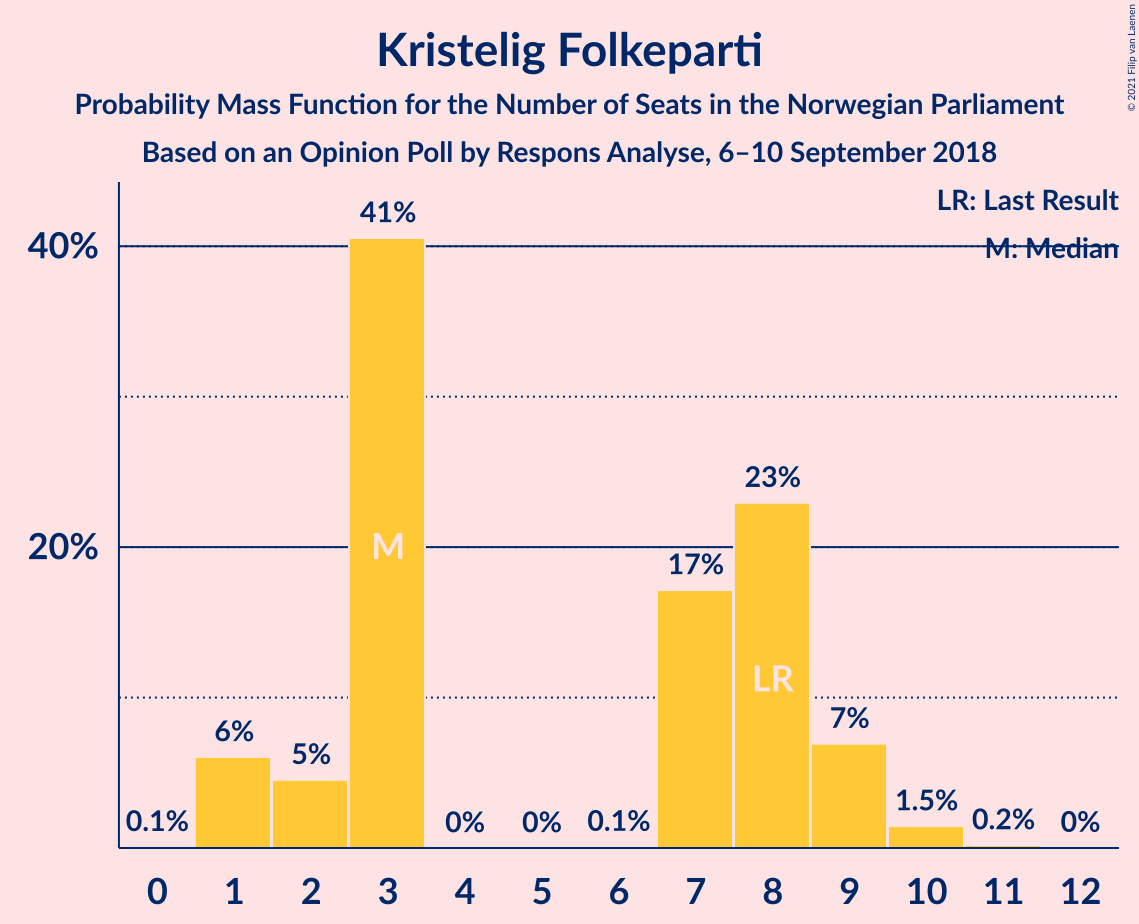 Kristelig Folkeparti
Probability Mass Function for the Number of Seats in the Norwegian Parliament
Based on an Opinion Poll by Respons Analyse, 6–10 September 2018
© 2021 Filip van Laenen
LR: Last Result
M: Median
40%
20%
41%
23%
17%
7%
6%
5%
1.5%
0.1%
0%
0%
0.1%
0.2%
0%
M
LR
0 1 2 3 4 5 6 7 8 9 10 11 12